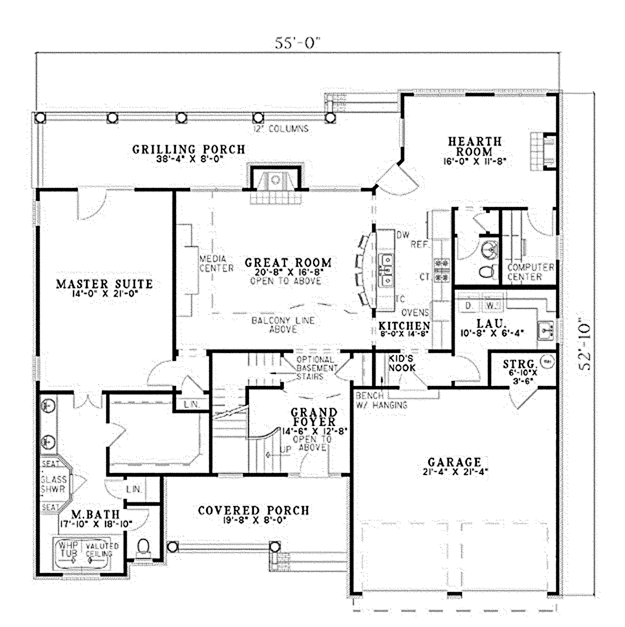 55'-0"
12" COLUMNS
GRILLING PORCH
38'-4" X 8'-0"
HEARTH
ROOM
16'-0" X 11'-8"
MEDIA
CENTER
GREAT ROOM
20'-8" X 16'-8"
OPEN TO ABOVE
BALCONY LINE
ABOVE
DW
REF.
CT
TC
OVENS
KITCHEN
8'-0" X 14'-8"
COMPUTER
CENTER
MASTER SUITE
14'-0" X 21'-0"
D
W
LAU.
10'-8" X 6'-4"
52'-10"
KID'S
NOOK
STRG.
6'-10" X
3'-6"
OPTIONAL
BASEMENT
STAIRS
BENCH
W/ HANGING
LIN.
GRAND
FOYER
14'-6" X 12'-8"
OPEN TO
ABOVE
UP
GARAGE
21'-4" X 21'-4"
SEAT
GLASS
SHWR
SEAT
LIN.
M.BATH
17'-10" X 18'-10"
WHP
TUB
VAULTED
CEILING
COVERED PORCH
19'-8" X 8'-0"